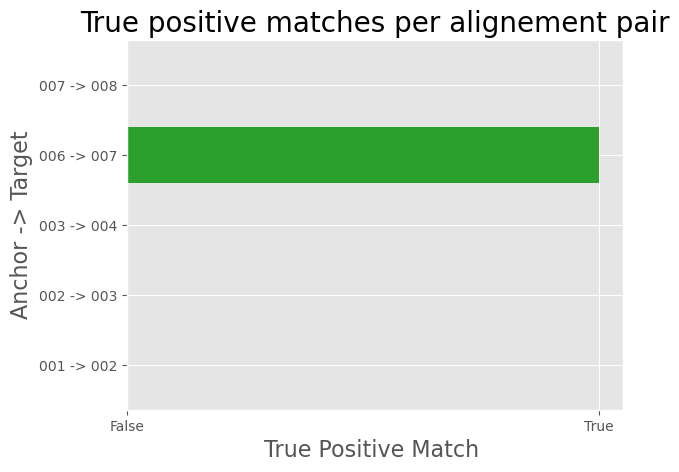 True positive matches per alignement pair
Anchor -> Target
007 -> 008
006 -> 007
003 -> 004
002 -> 003
001 -> 002
False
True
True Positive Match